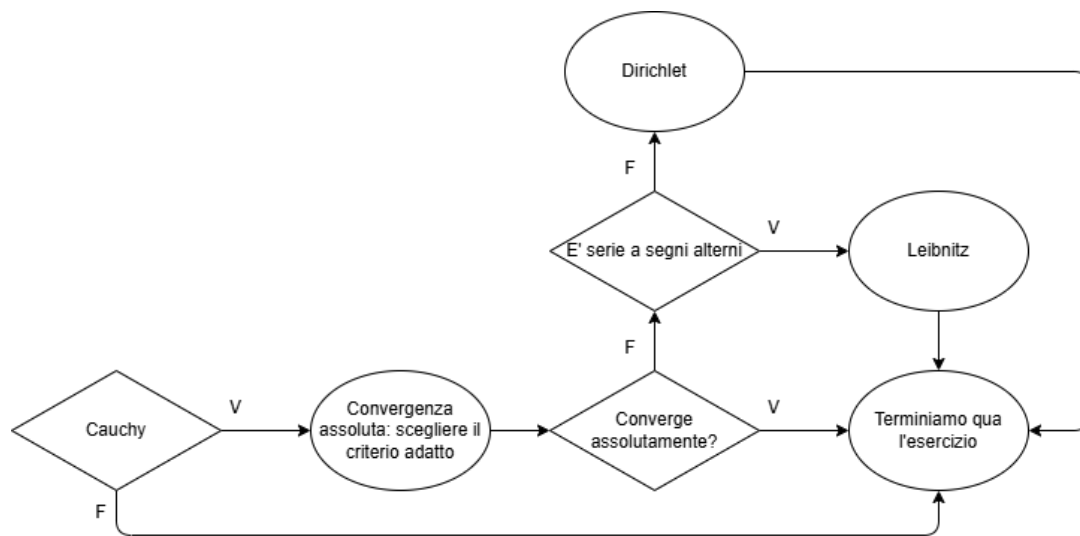 Dirichlet
F
V
E' serie a segni alterni
Leibnitz
F
V
V
Cauchy
Convergenza
assoluta: scegliere il
criterio adatto
Converge
assolutamente?
Terminiamo qua
l'esercizio
F